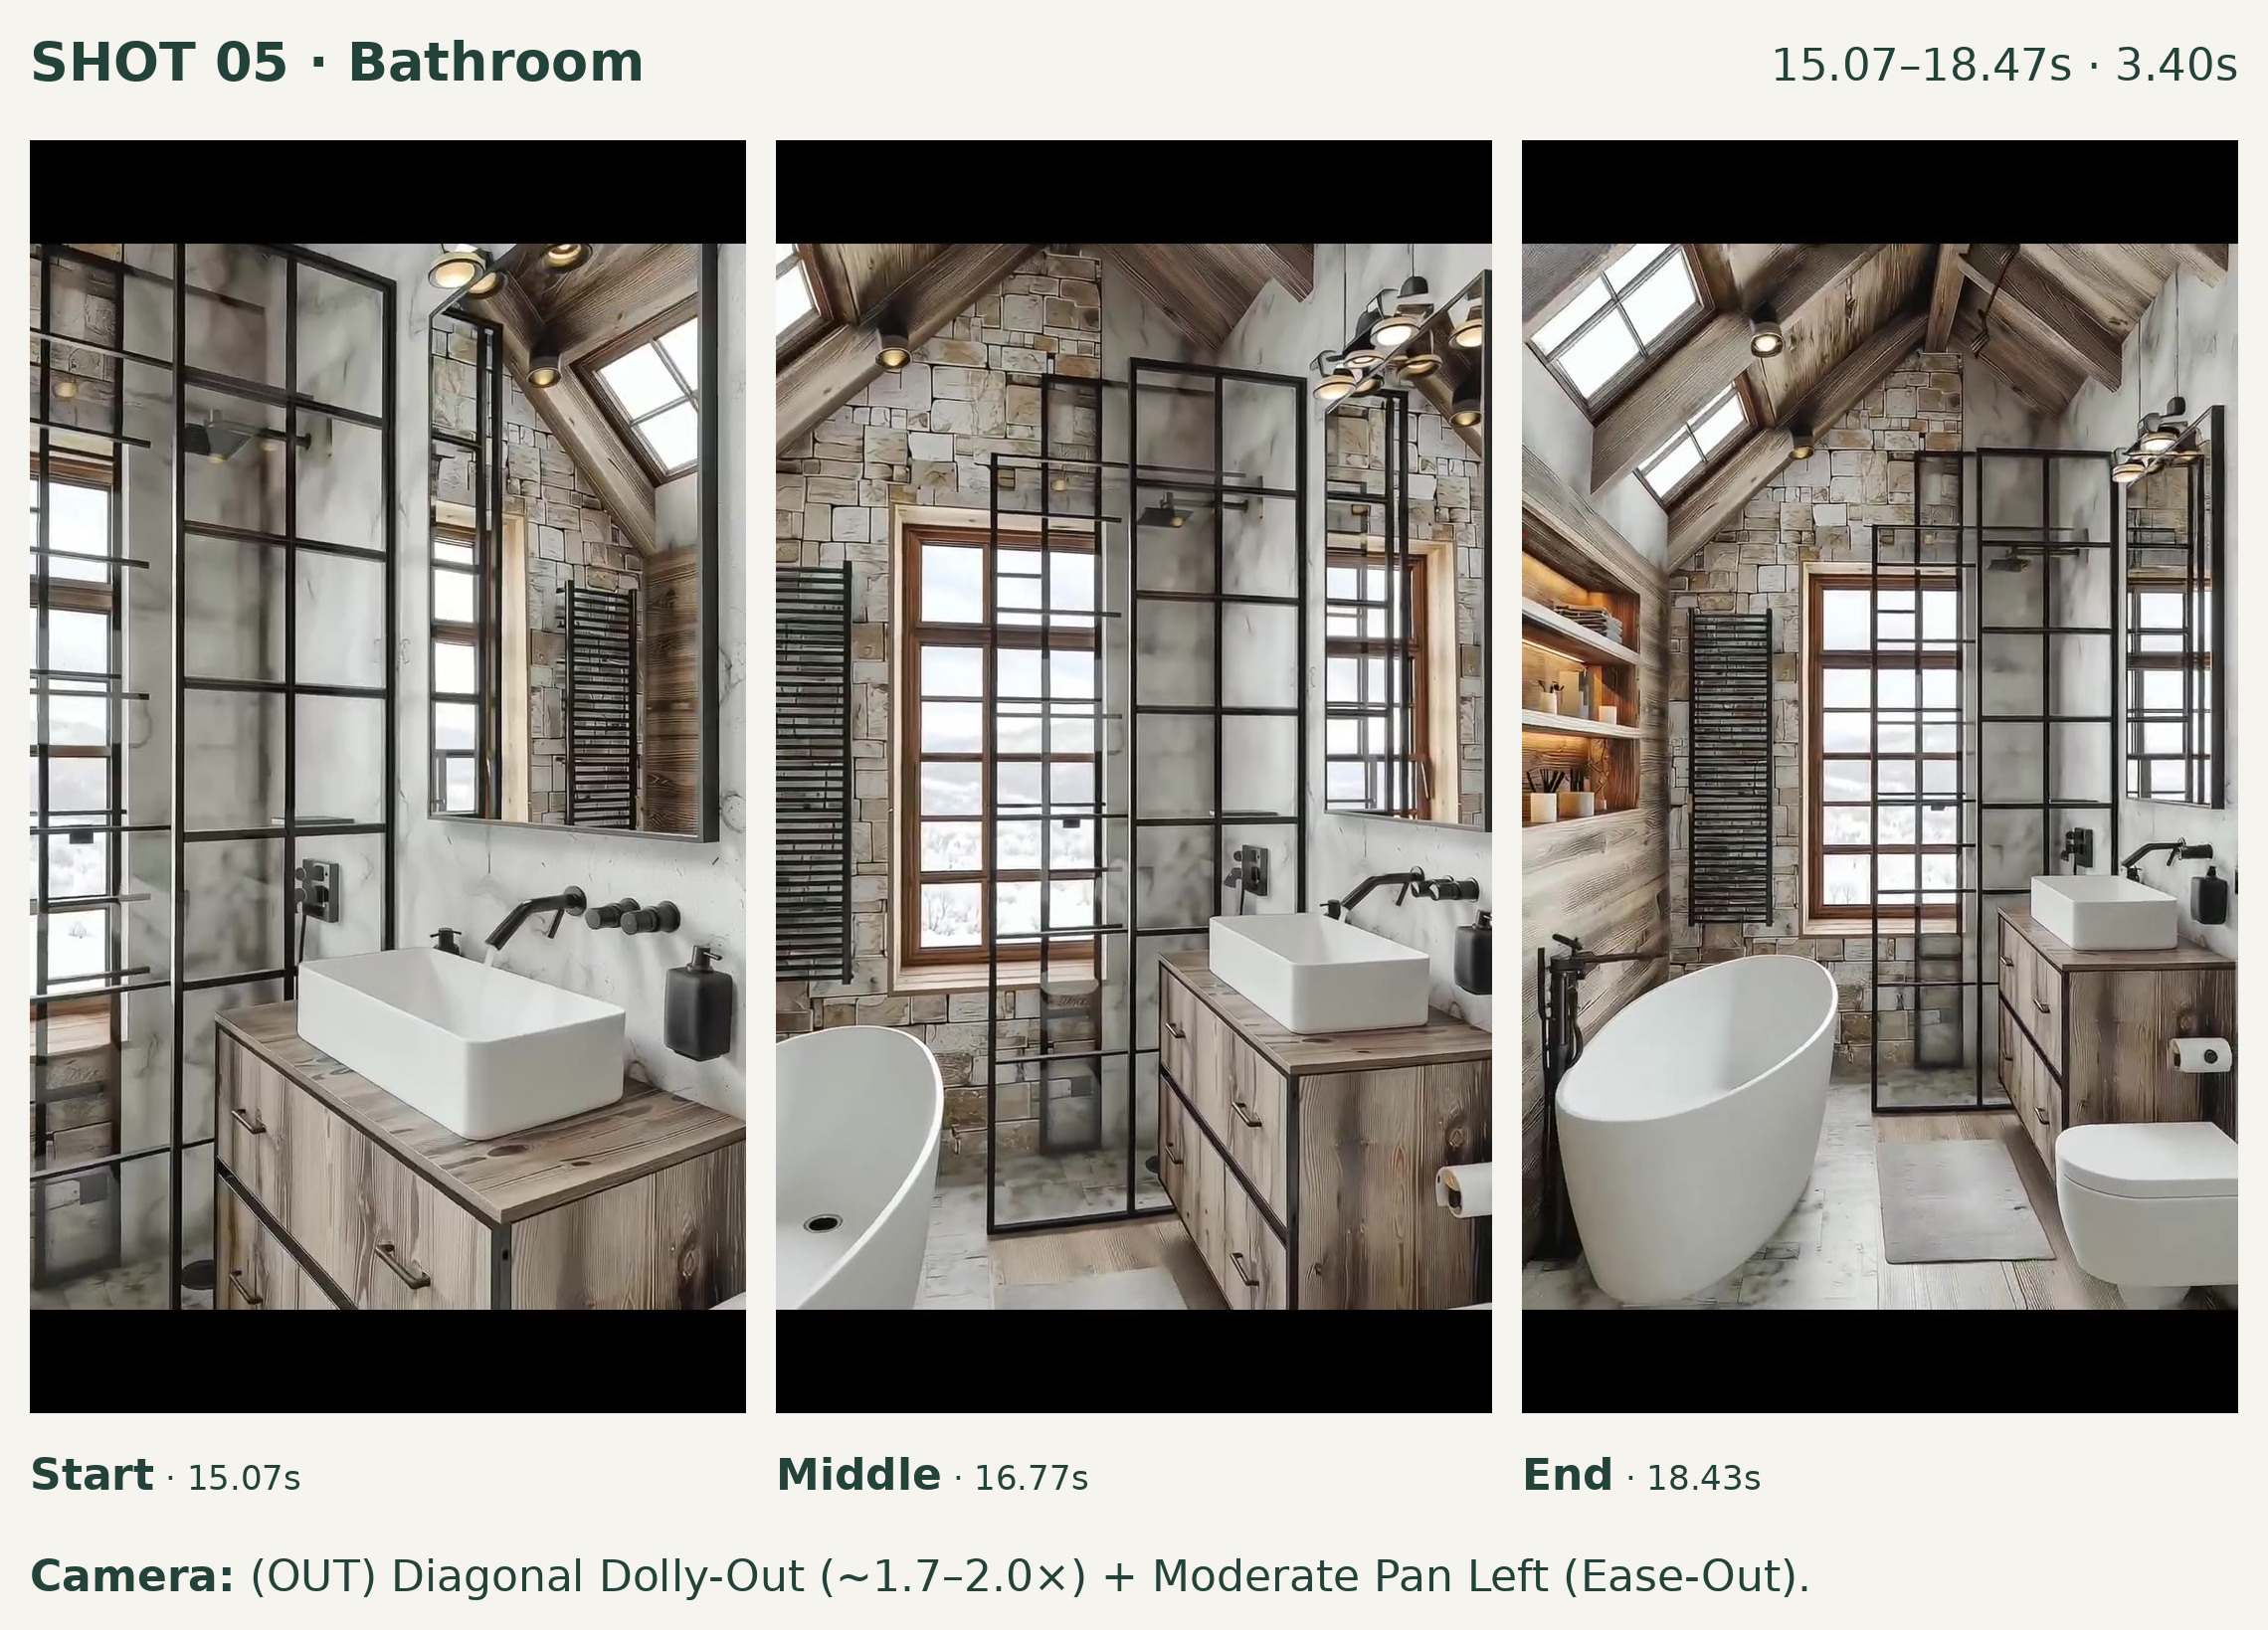 SHOT 05 · Bathroom
15.07–18.47s · 3.40s
Start · 15.07s
Middle · 16.77s
End · 18.43s
Camera: (OUT) Diagonal Dolly-Out (~1.7–2.0×) + Moderate Pan Left (Ease-Out).